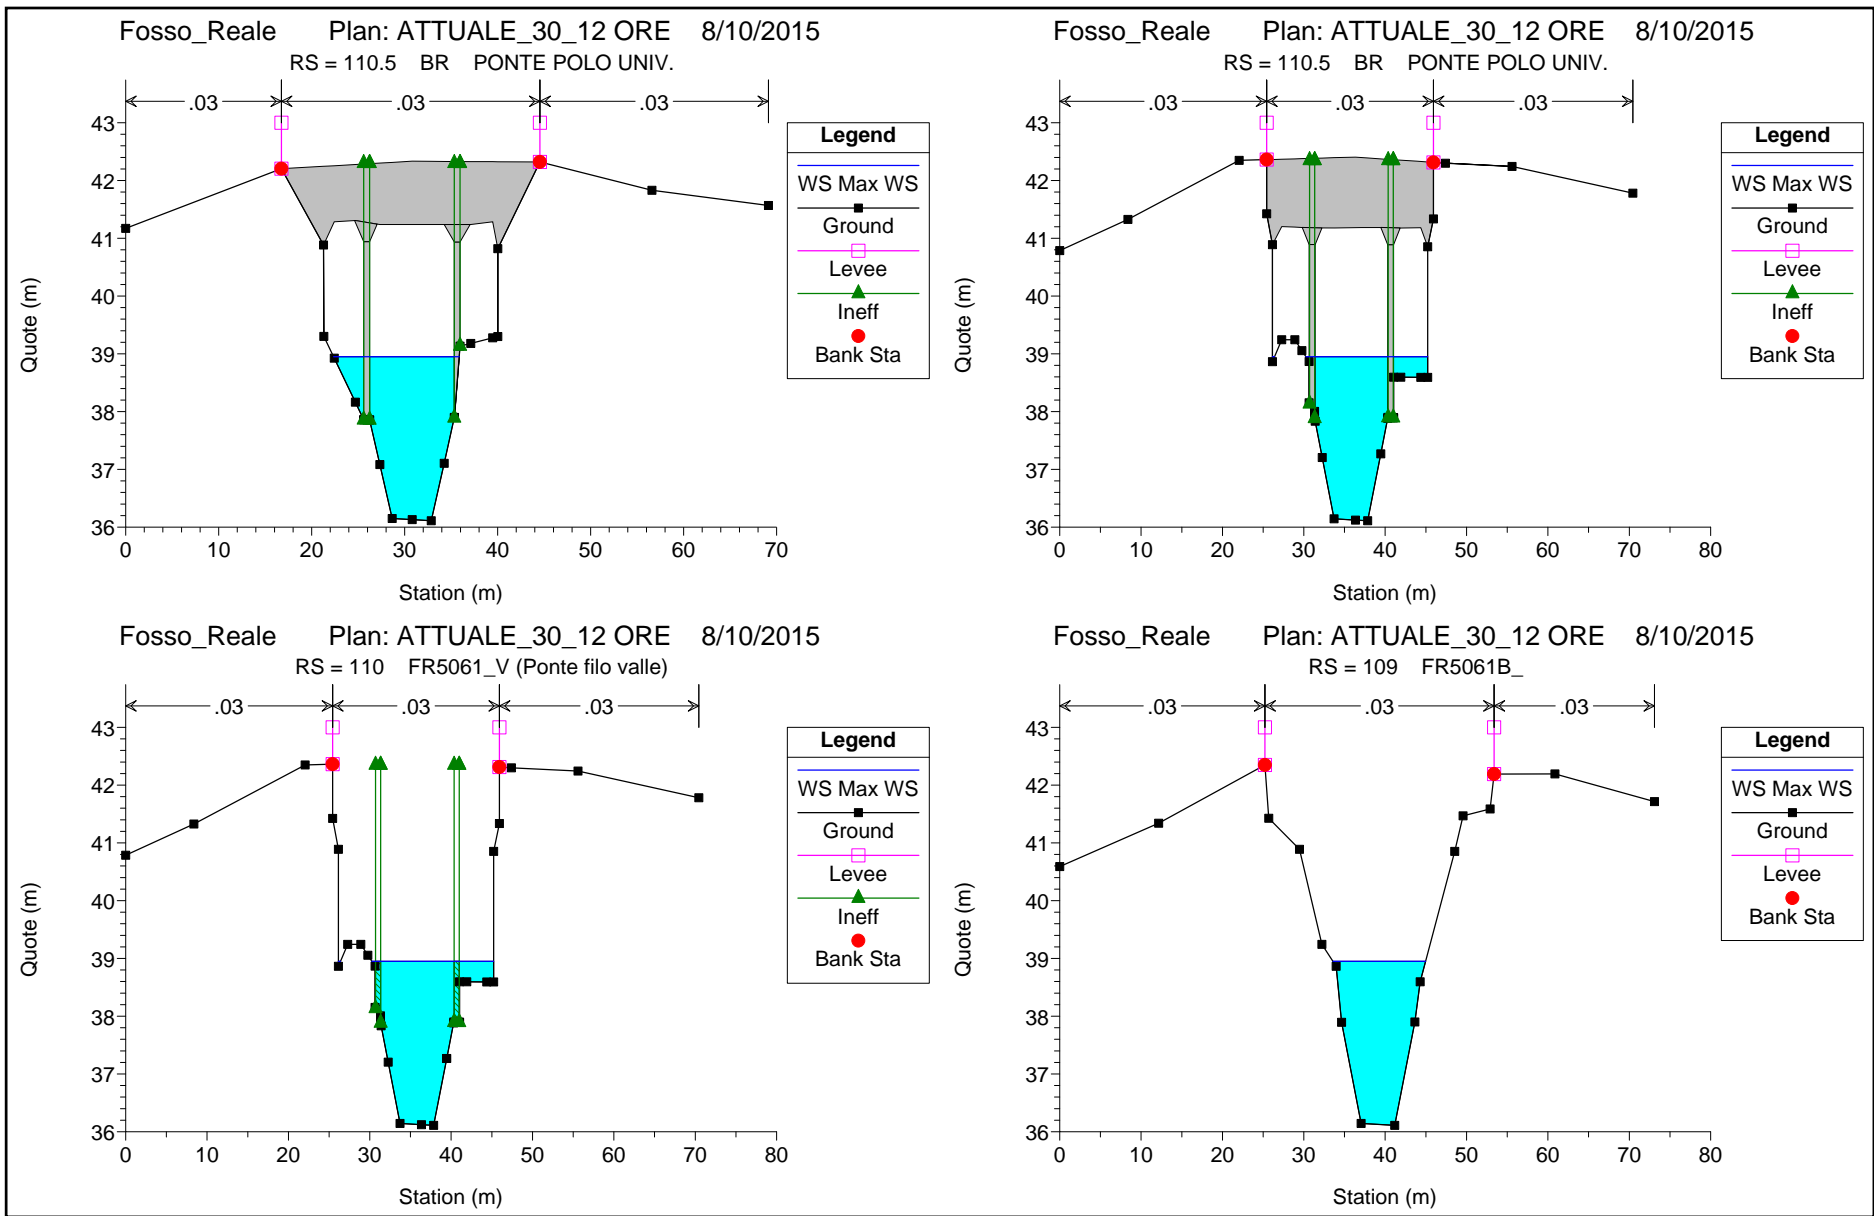 Fosso_Reale Plan: ATTUALE_30_12 ORE 8/10/2015
RS = 110.5 BR PONTE POLO UNIV.
.03 .03 .03
43
42
41
40
39
38
37
36
Quote (m)
0 10 20 30 40 50 60 70
Station (m)
Legend
WS Max WS
Ground
Levee
Ineff
Bank Sta
Fosso_Reale Plan: ATTUALE_30_12 ORE 8/10/2015
RS = 110.5 BR PONTE POLO UNIV.
.03 .03 .03
43
42
41
40
39
38
37
36
Quote (m)
0 10 20 30 40 50 60 70 80
Station (m)
Legend
WS Max WS
Ground
Levee
Ineff
Bank Sta
Fosso_Reale Plan: ATTUALE_30_12 ORE 8/10/2015
RS = 110 FR5061_V (Ponte filo valle)
.03 .03 .03
43
42
41
40
39
38
37
36
Quote (m)
0 10 20 30 40 50 60 70 80
Station (m)
Legend
WS Max WS
Ground
Levee
Ineff
Bank Sta
Fosso_Reale Plan: ATTUALE_30_12 ORE 8/10/2015
RS = 109 FR5061B_
.03 .03 .03
43
42
41
40
39
38
37
36
Quote (m)
0 10 20 30 40 50 60 70 80
Station (m)
Legend
WS Max WS
Ground
Levee
Bank Sta